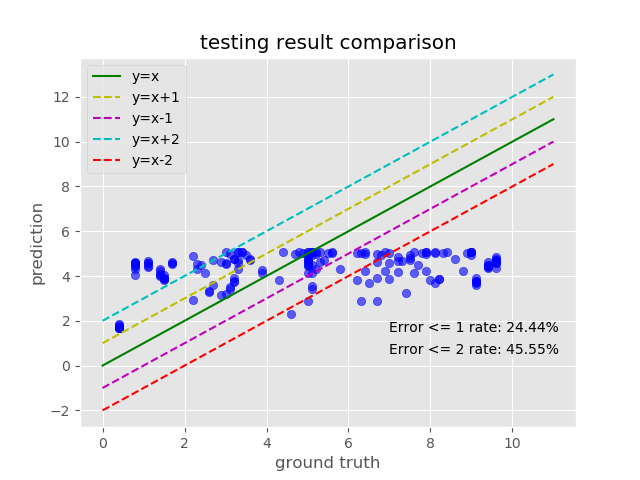 testing result comparison
y=x
y=x+1
y=x-1
y=x+2
y=x-2
12
10
8
6
4
2
0
−2
prediction
Error <= 1 rate: 24.44%
Error <= 2 rate: 45.55%
0 2 4 6 8 10
ground truth